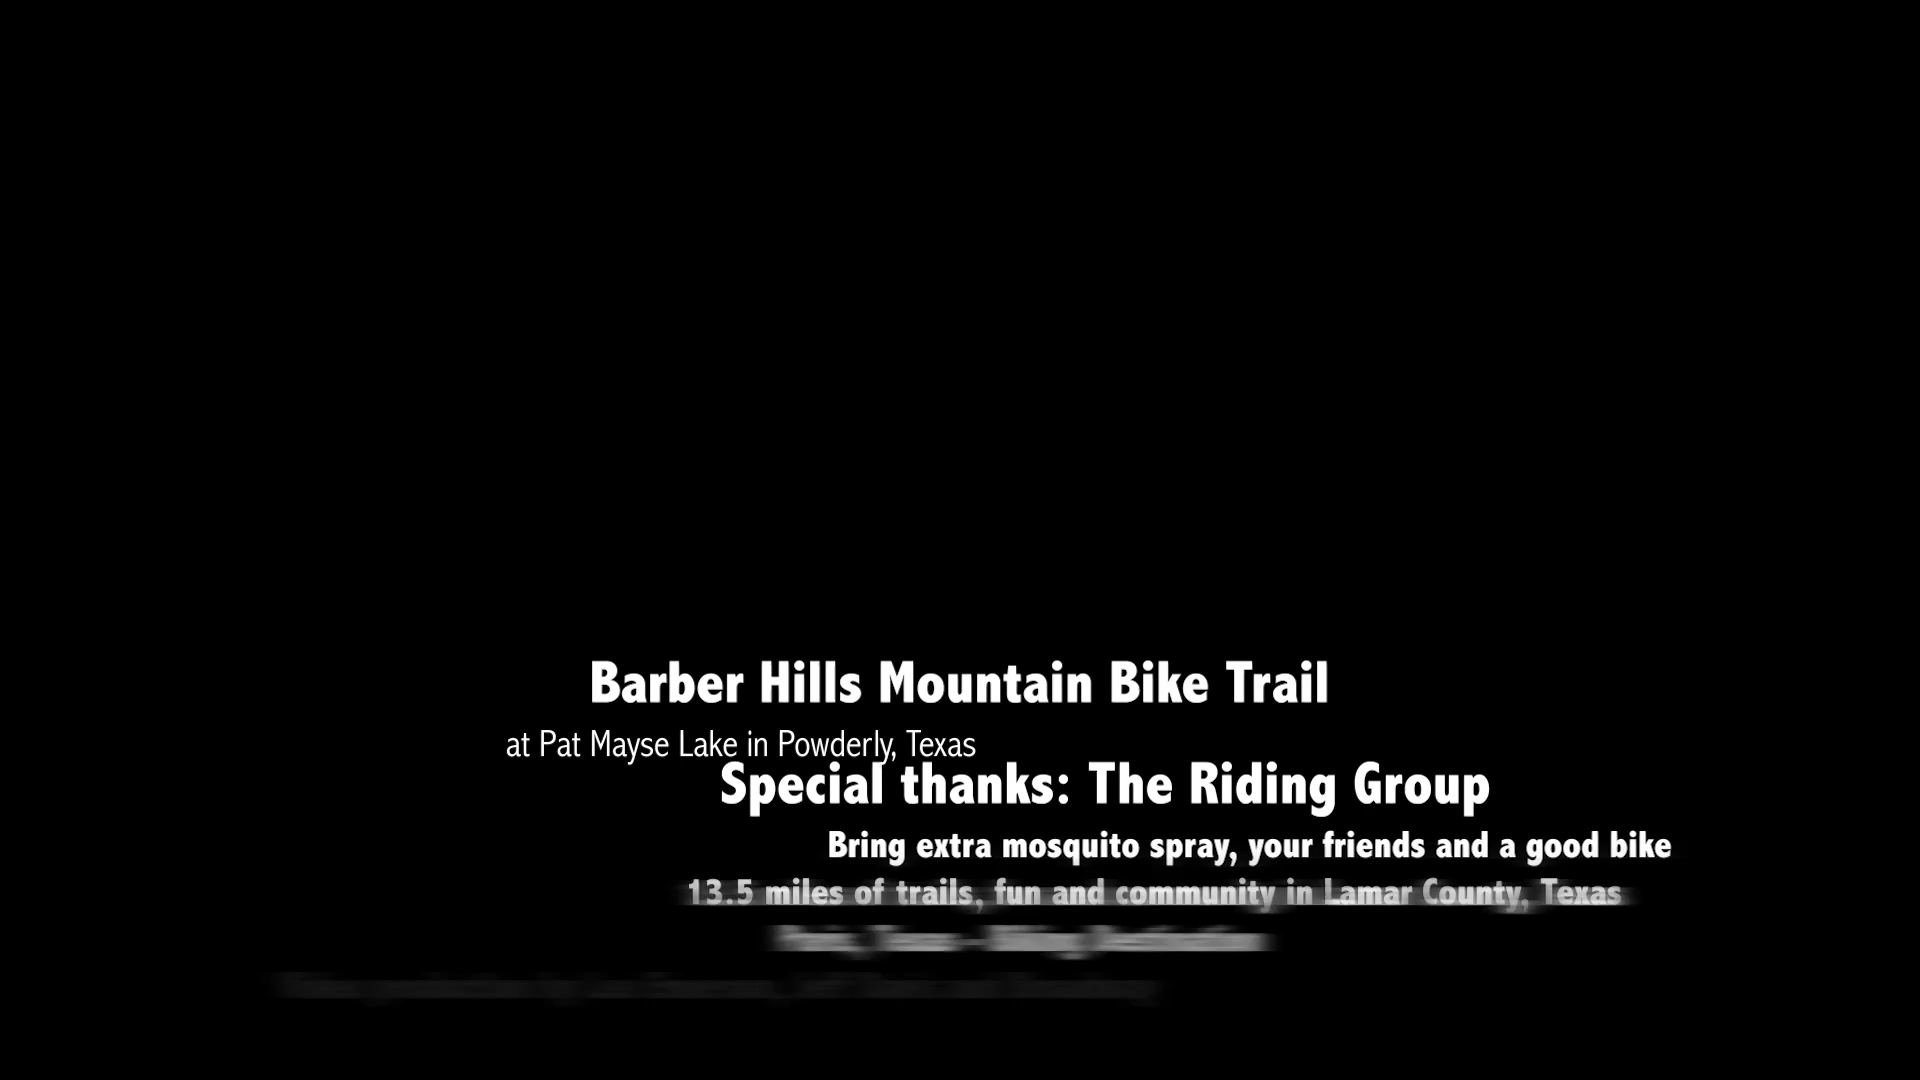 Barber Hills Mountain Bike Trail
at Pat Mayse Lake in Powderly, Texas
Special thanks: The Riding Group
Bring extra mosquito spray, your friends and a good bike
13.5 miles of trails, fun and community in Lamar County, Texas